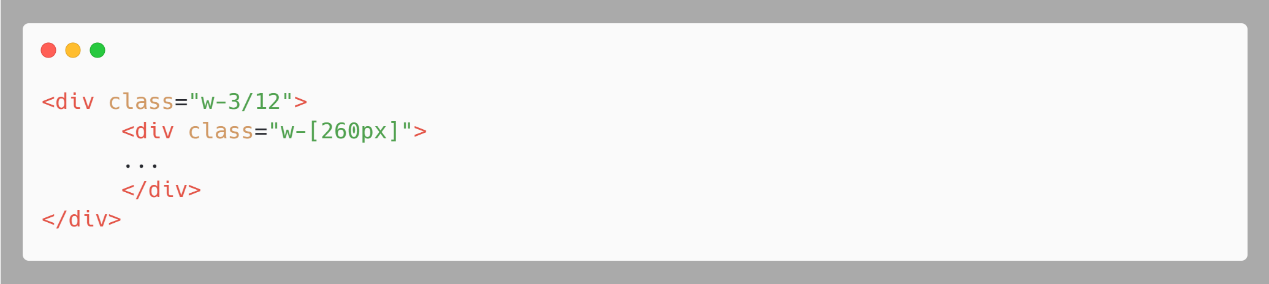 <div class="w-3/12">
      <div class="w-[260px]">
      ...
      </div>
</div>